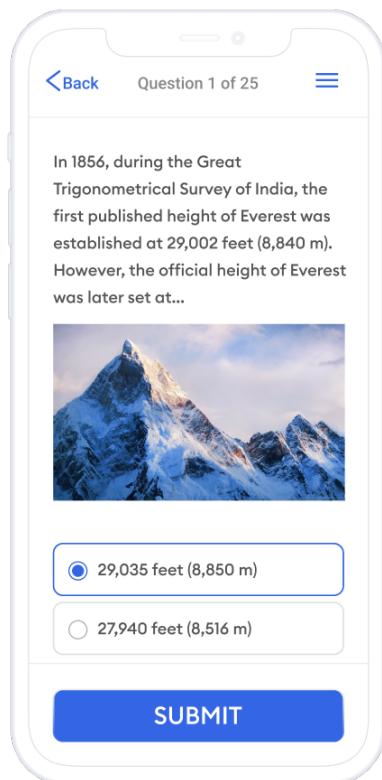 Back
Question 1 of 25
In 1856, during the Great
Trigonometrical Survey of India, the
first published height of Everest was
established at 29,002 feet (8,840 m).
However, the official height of Everest
was later set at...
29,035 feet (8,850 m)
27,940 feet (8,516 m)
SUBMIT